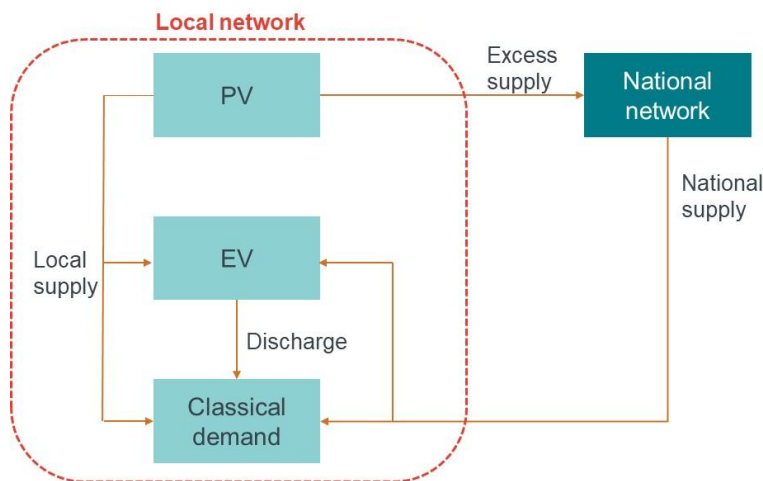 Local network
PV
Excess
supply
National
network
National
supply
EV
Local
supply
Discharge
Classical
demand